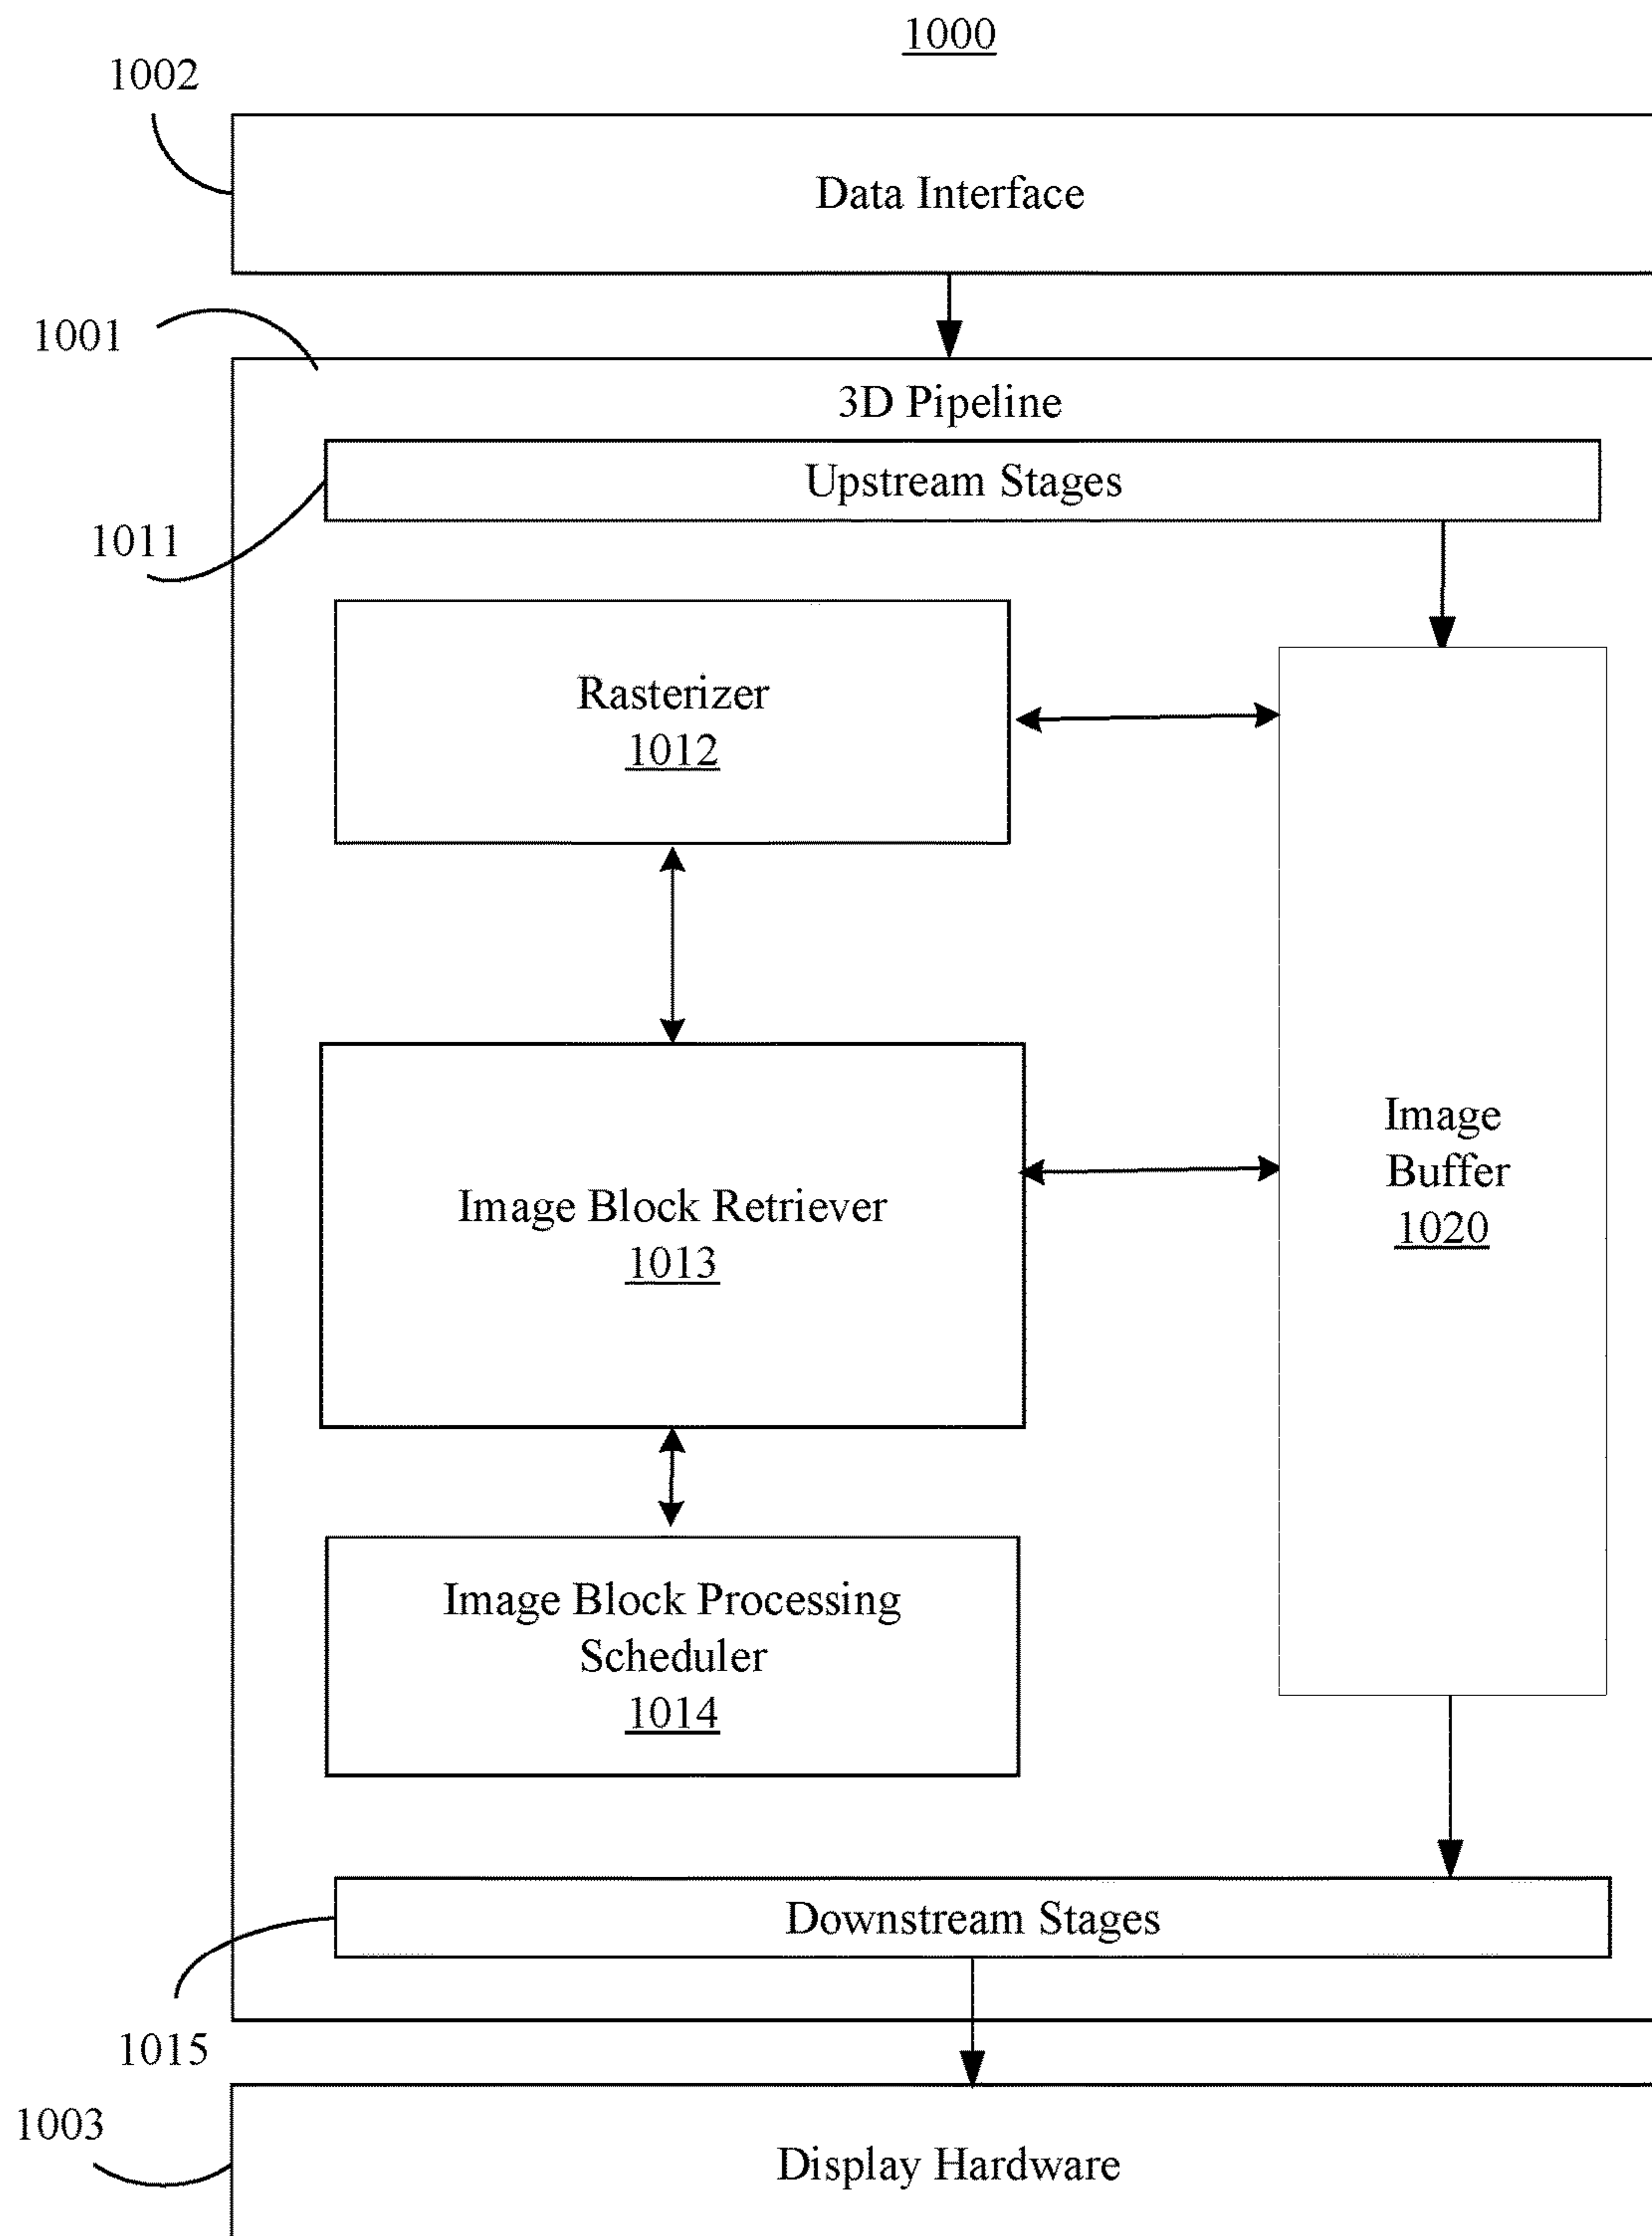 1000
1002
Data Interface
1001
3D Pipeline
Upstream Stages
1011
Rasterizer
1012
Image Block Retriever
1013
Image
Buffer
1020
Image Block Processing
Scheduler
1014
Downstream Stages
1015
1003
Display Hardware